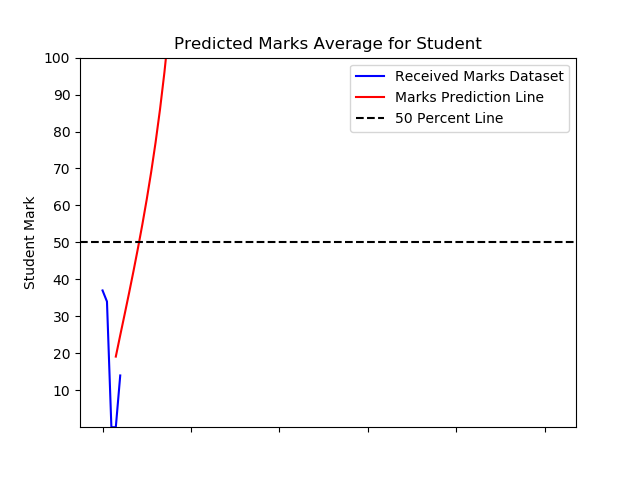 Predicted Marks Average for Student
100
90
80
70
60
50
40
30
20
10
Student Mark
Received Marks Dataset
Marks Prediction Line
50 Percent Line